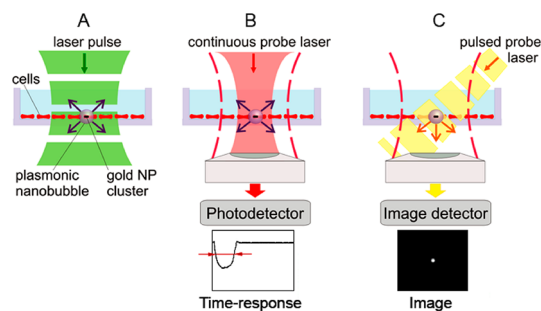 A
laser pulse
cells
plasmonic
nanobubble
gold NP
cluster
B
continuous probe laser
Photodetector
Time-response
C
pulsed probe
laser
Image detector
Image